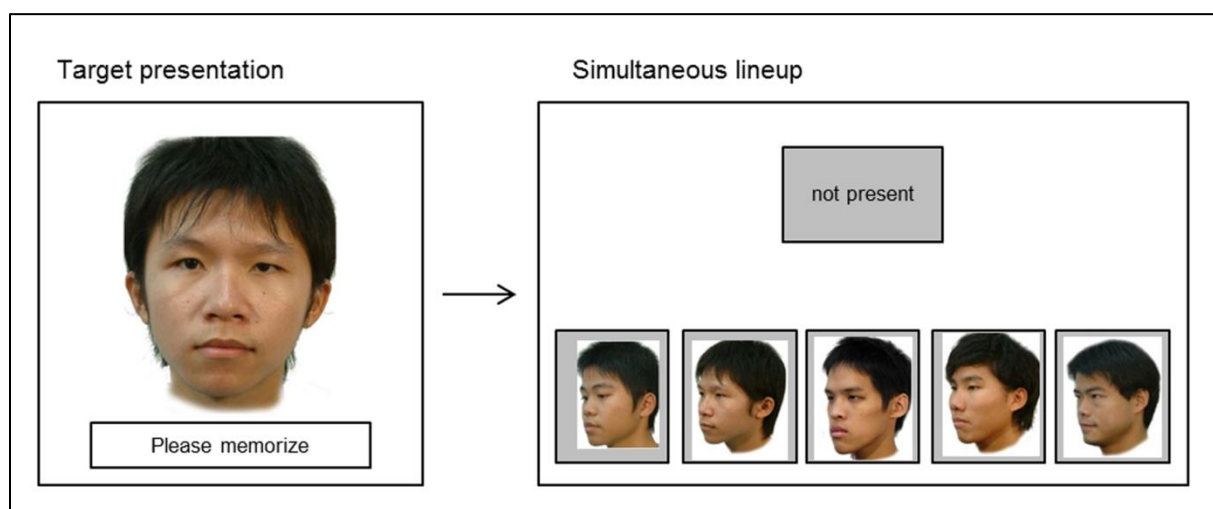 Target presentation
Simultaneous lineup
not present
Please memorize